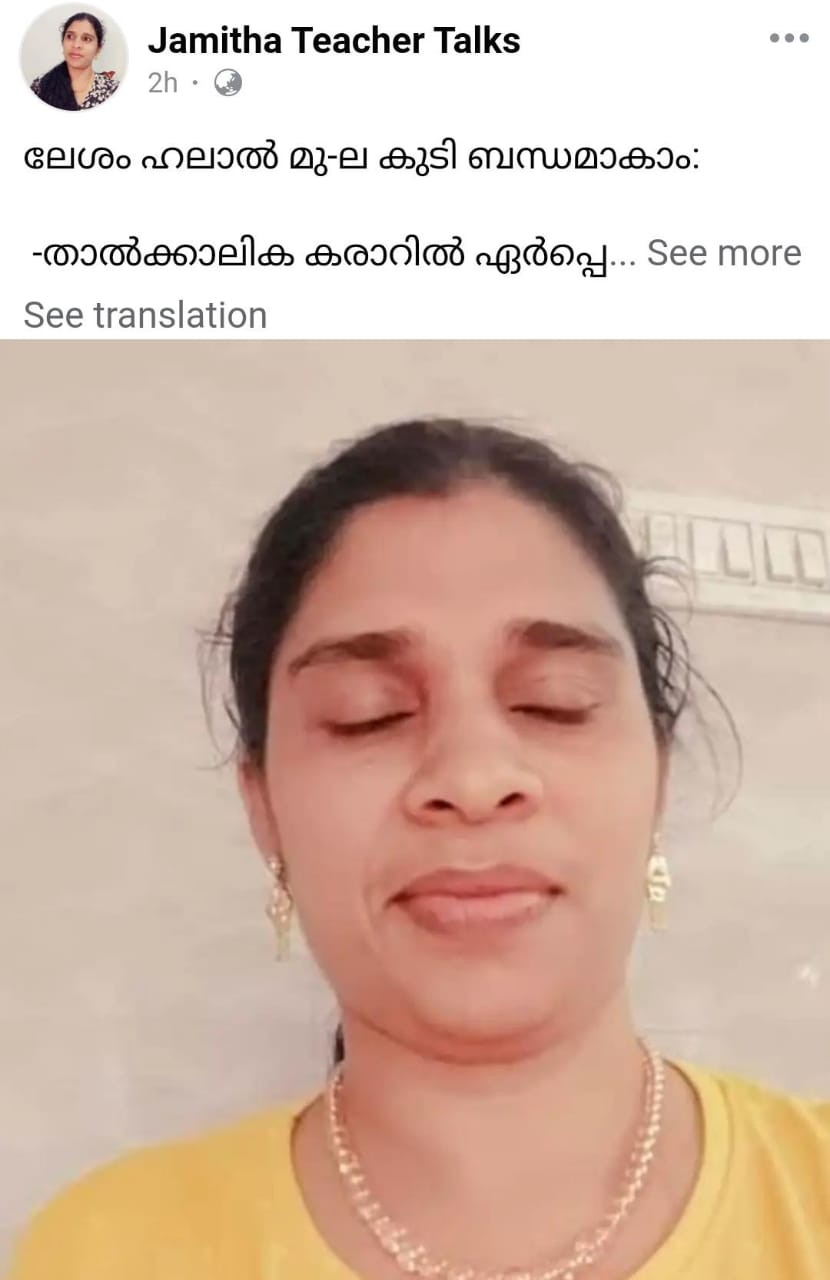 Jamitha Teacher Talks
2h ·
ലേശം ഹലാൽ മു-ല കുടി ബന്ധമാകാം:
-താൽക്കാലിക കരാറിൽ ഏർപ്പെ... See more
See translation